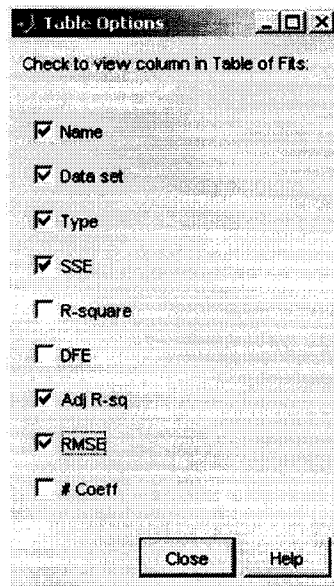 Table Options
Check to view column in Table of Fits:
Name
Data set
Type
SSE
R-square
DFE
Adj R-sq
RMSE
# Coeff
Close Help